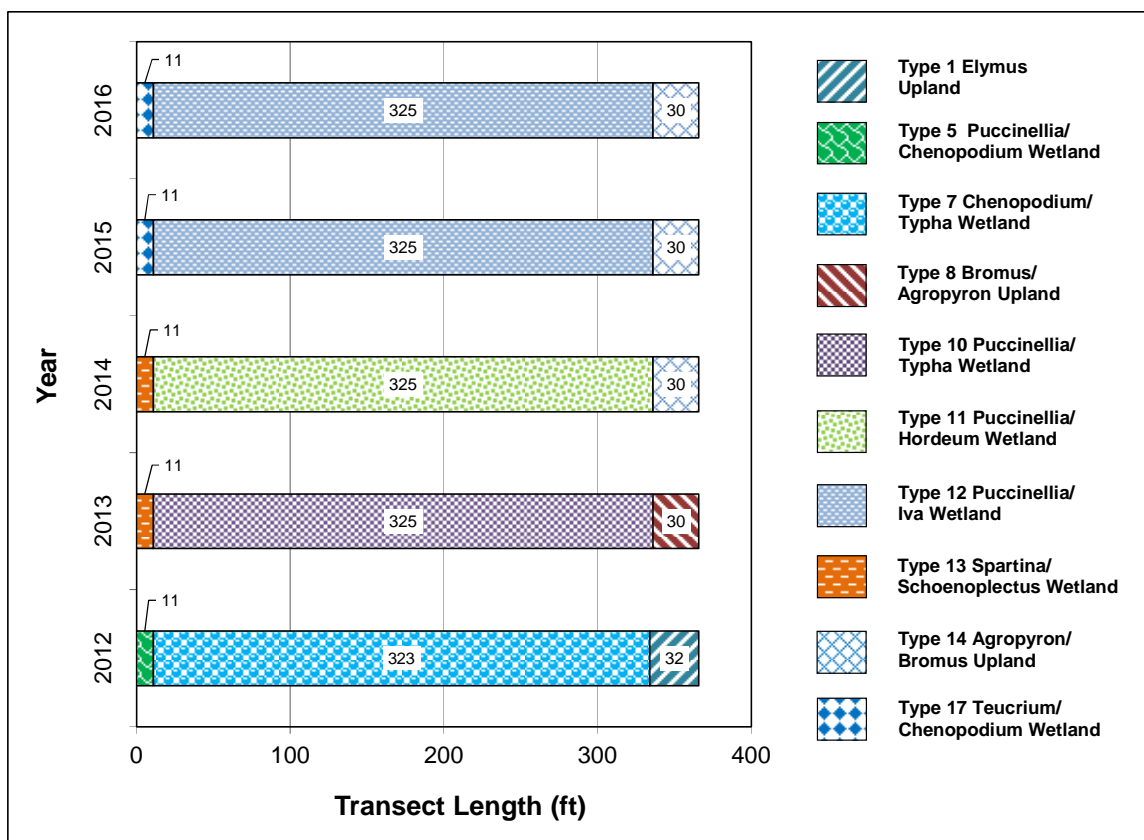 Year
2016
11
325
30
2015
11
325
30
2014
11
325
30
2013
11
325
30
2012
11
323
32
0 100 200 300 400
Transect Length (ft)
Type 1 Elymus
Upland
Type 5 Puccinellia/
Chenopodium Wetland
Type 7 Chenopodium/
Typha Wetland
Type 8 Bromus/
Agropyron Upland
Type 10 Puccinellia/
Typha Wetland
Type 11 Puccinellia/
Hordeum Wetland
Type 12 Puccinellia/
Iva Wetland
Type 13 Spartina/
Schoenoplectus Wetland
Type 14 Agropyron/
Bromus Upland
Type 17 Teucrium/
Chenopodium Wetland